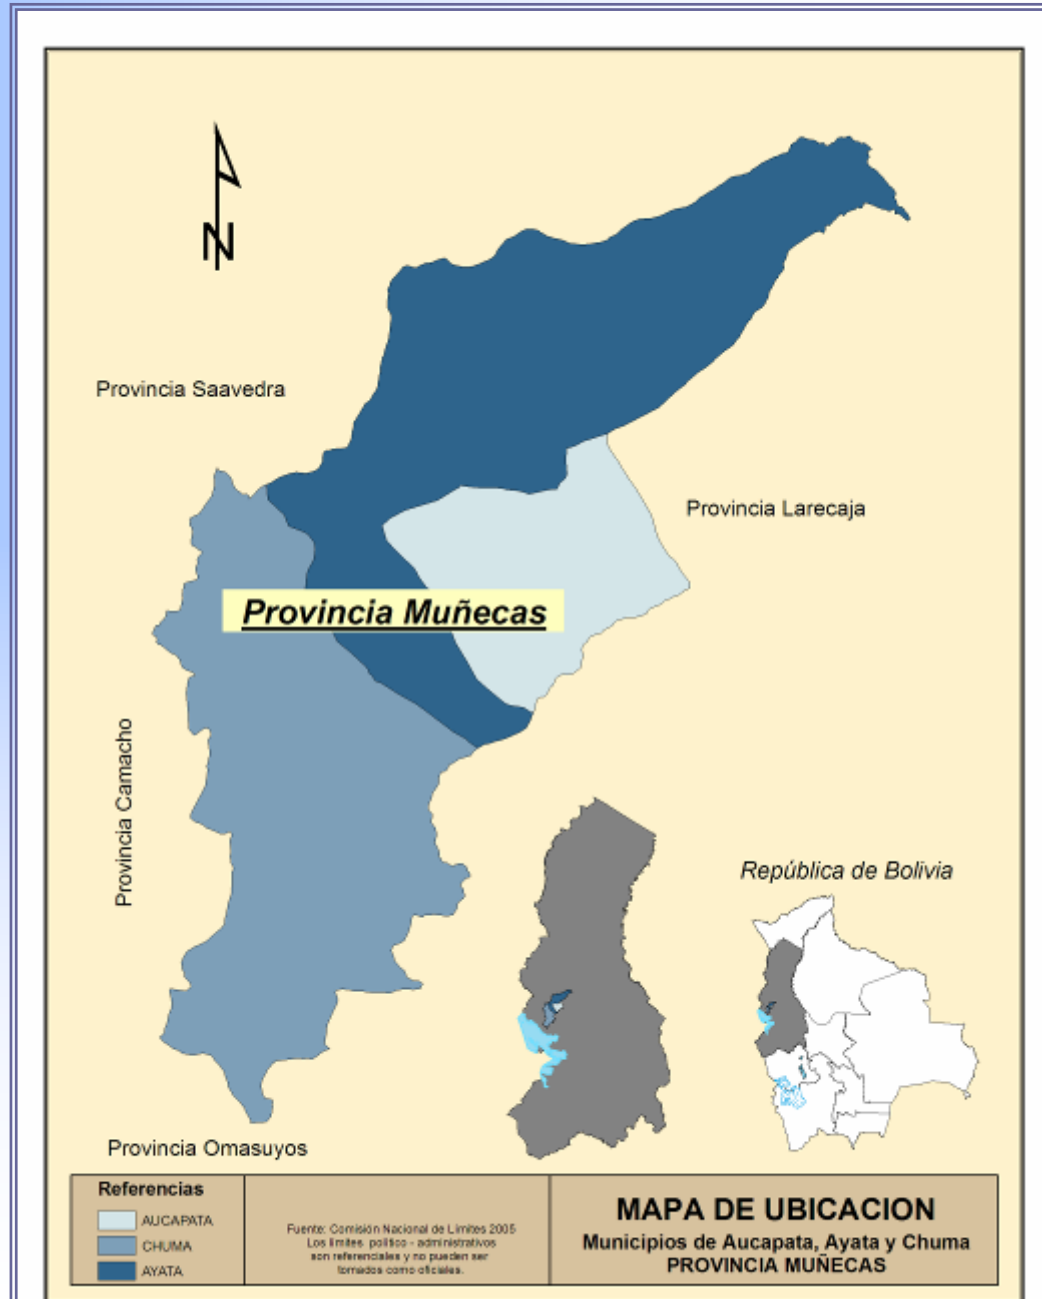 N
Provincia Saavedra
Provincia Larecaja
Provincia Muñecas
Provincia Camacho
República de Bolivia
Provincia Omasuyos
Referencias
AUCAPATA
CHUMA
AYATA
Fuente: Comisión Nacional de Límites 2005
Los límites político - administrativos
son referenciales y no pueden ser
tomados como oficiales.
MAPA DE UBICACION
Municipios de Aucapata, Ayata y Chuma
PROVINCIA MUÑECAS